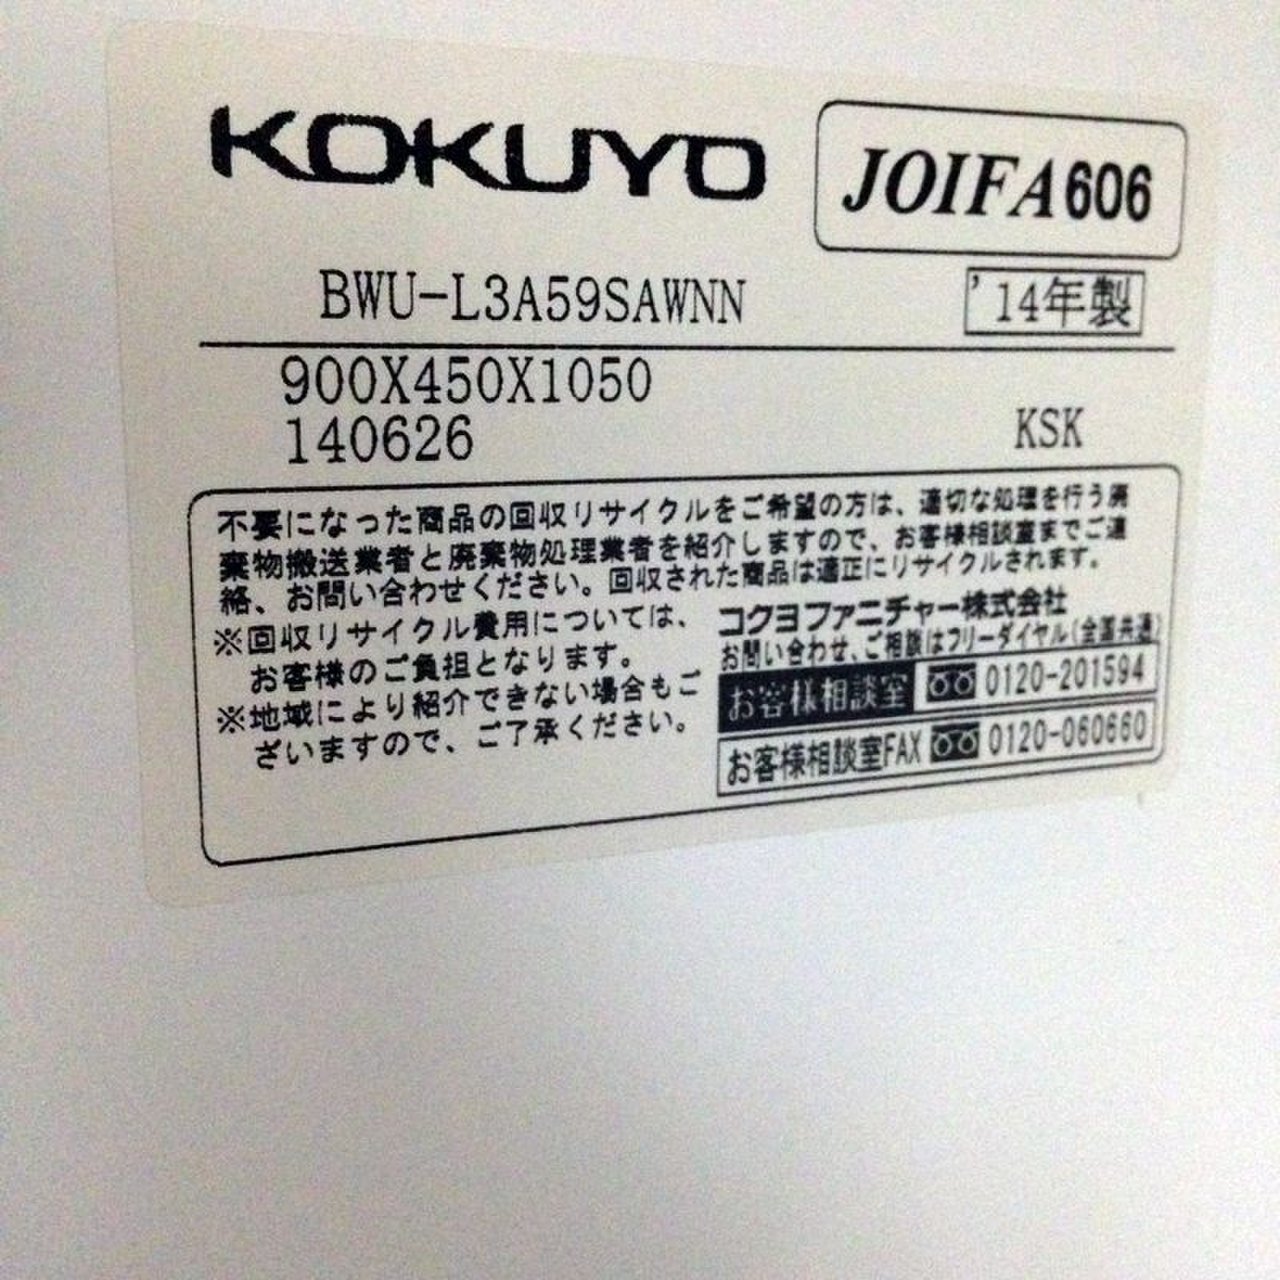 KOKUYO
JOIFA606
BWU-L3A59SAWNN
'14年製
900X450X1050
140626
KSK
不要になった商品の回収リサイクルをご希望の方は、適切な処理を行う廃
棄物搬送業者と廃棄物処理業者を紹介しますので、お客様相談室までご連
絡、お問い合わせください。回収された商品は適正にリサイクルされます。
※回収リサイクル費用については、
お客様のご負担となります。
※地域により紹介できない場合もご
ざいますので、ご了承ください。
コクヨファニチャー株式会社
お問い合わせ、ご相談はフリーダイヤル(全国共通)
お客様相談室 0120-201594
お客様相談室FAX 0120-060660